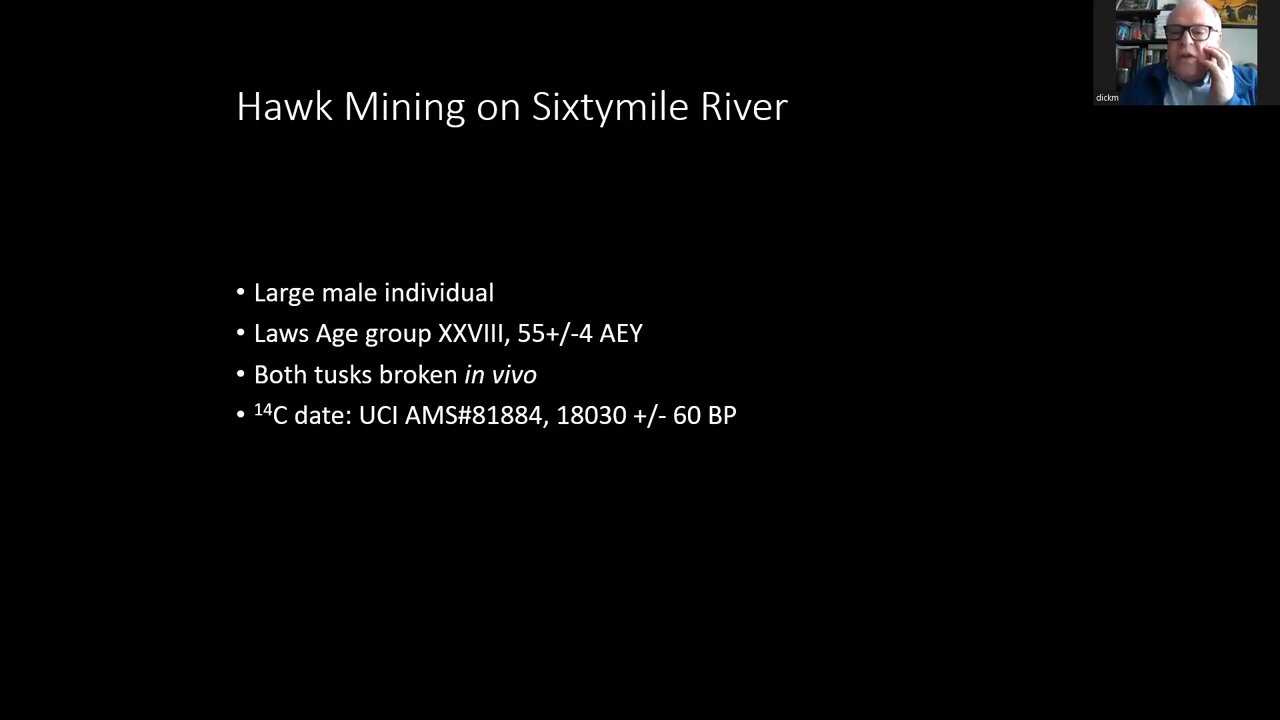 Hawk Mining on Sixtymile River
dickm
• Large male individual
• Laws Age group XXVIII, 55+/-4 AEY
• Both tusks broken in vivo
• ¹⁴C date: UCI AMS#81884, 18030 +/- 60 BP